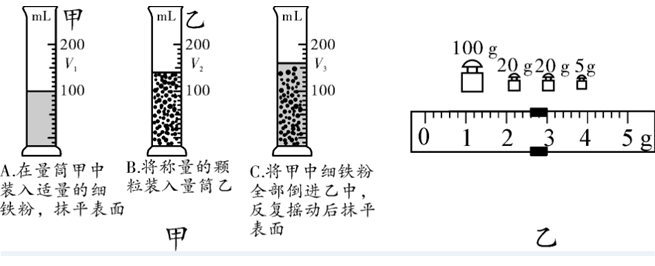 mL 甲
200
V1
100
mL 乙
200
V2
100
mL
200
V3
100
A.在量筒甲中
装入适量的细
铁粉，抹平表面
B.将称量的颗
粒装入量筒乙
C.将甲中细铁粉
全部倒进乙中，
反复摇动后抹平
表面
甲
100 g
20 g 20 g 5g
0 1 2 3 4 5 g
乙